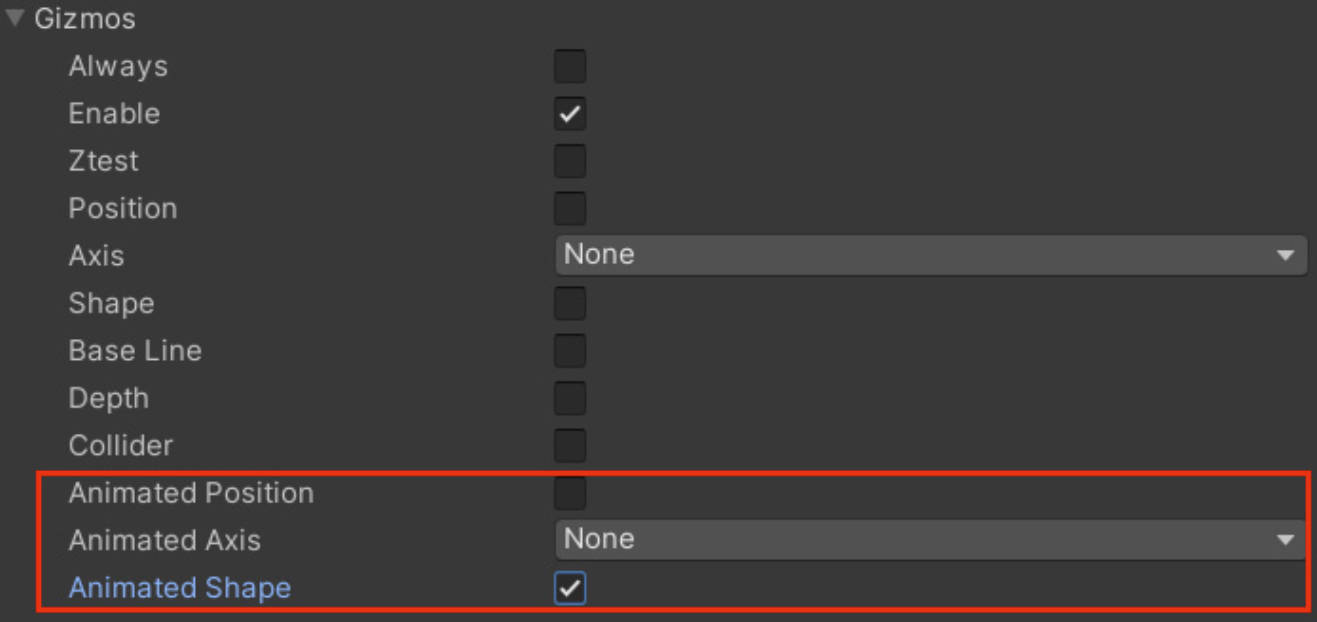 Gizmos
Always
Enable
Ztest
Position
Axis None
Shape
Base Line
Depth
Collider
Animated Position
Animated Axis None
Animated Shape